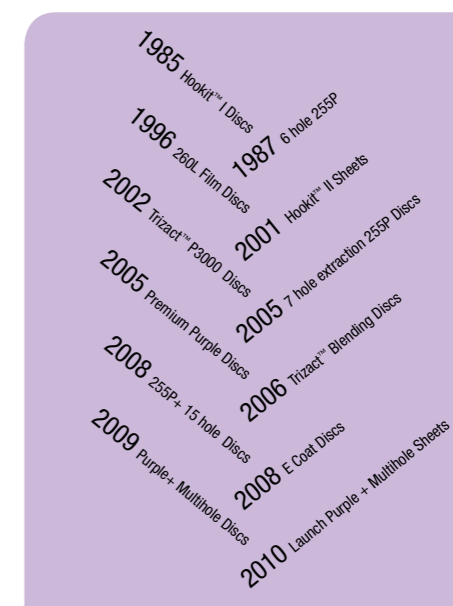 1985 Hookit™ I Discs
1987 6 hole 255P
1996 260L Film Discs
2001 Hookit™ II Sheets
2002 Trizact™ P3000 Discs
2005 7 hole extraction 255P Discs
2005 Premium Purple Discs
2006 Trizact™ Blending Discs
2008 255P+ 15 hole Discs
2008 E Coat Discs
2009 Purple+ Multihole Discs
2010 Launch Purple + Multihole Sheets